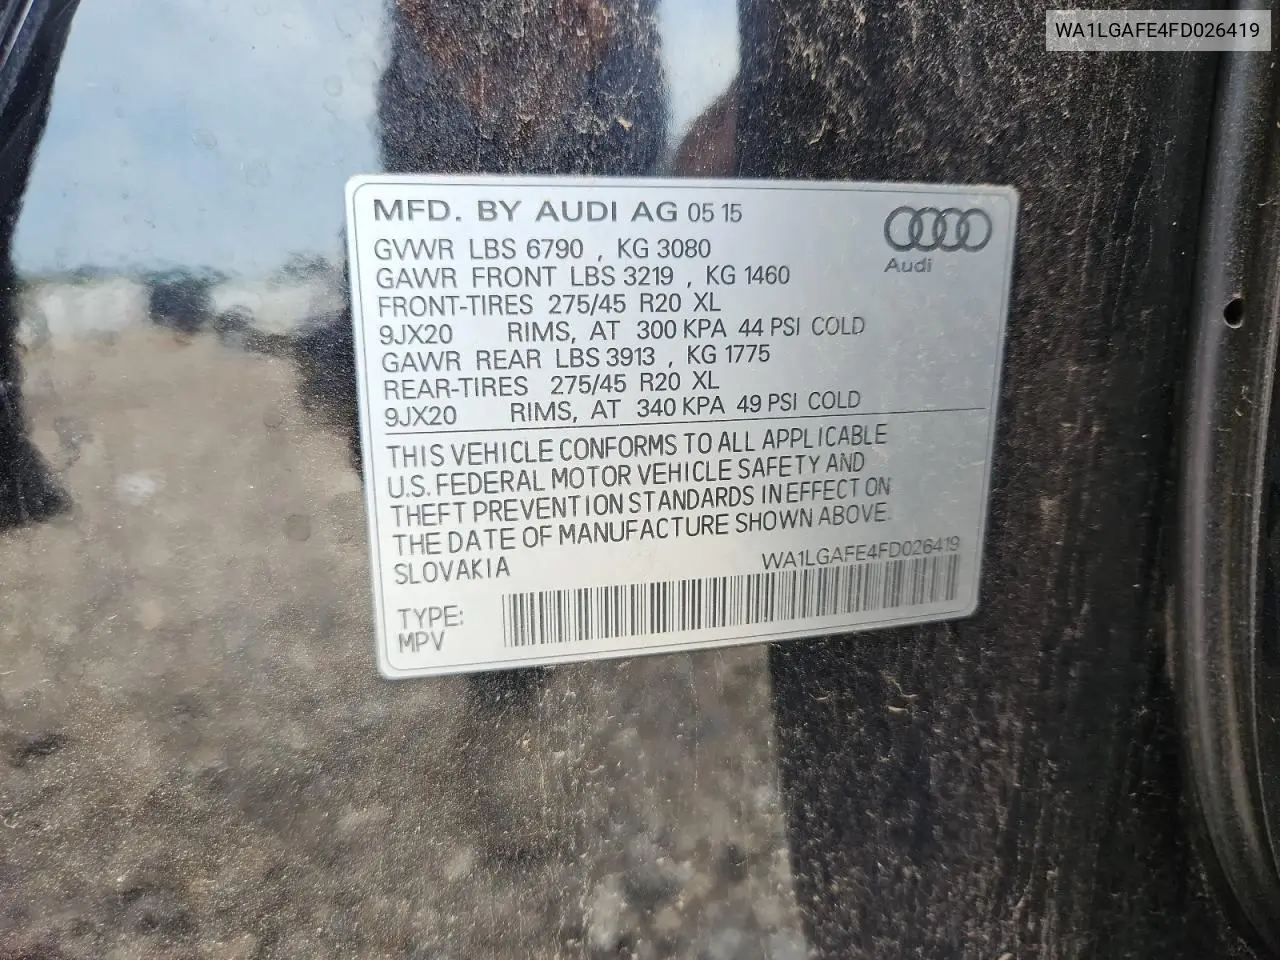 WA1LGAFE4FD026419
MFD. BY AUDI AG 05 15
Audi
GVWR LBS 6790 , KG 3080
GAWR FRONT LBS 3219 , KG 1460
FRONT-TIRES 275/45 R20 XL
9JX20 RIMS, AT 300 KPA 44 PSI COLD
GAWR REAR LBS 3913 , KG 1775
REAR-TIRES 275/45 R20 XL
9JX20 RIMS, AT 340 KPA 49 PSI COLD
THIS VEHICLE CONFORMS TO ALL APPLICABLE
U.S. FEDERAL MOTOR VEHICLE SAFETY AND
THEFT PREVENTION STANDARDS IN EFFECT ON
THE DATE OF MANUFACTURE SHOWN ABOVE.
SLOVAKIA WA1LGAFE4FD026419
TYPE:
MPV